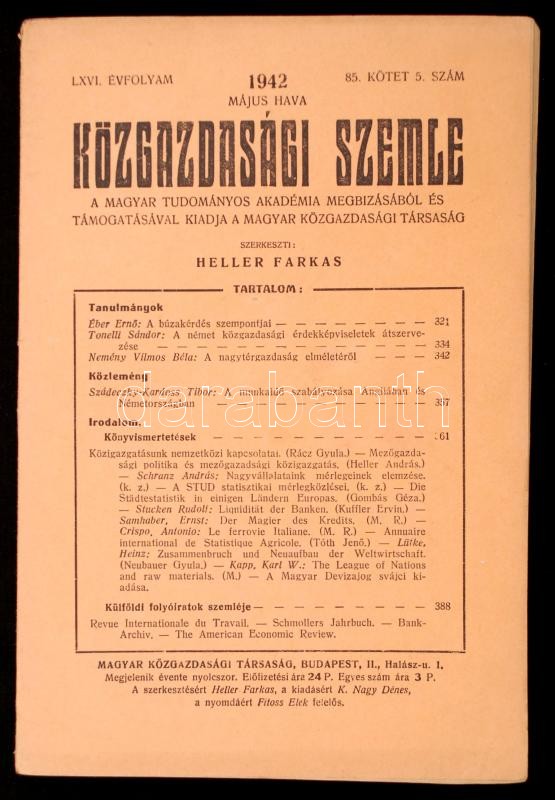 LXVI. ÉVFOLYAM 1942 85. KÖTET 5. SZÁM
MÁJUS HAVA
KÖZGAZDASÁGI SZEMLE
A MAGYAR TUDOMÁNYOS AKADÉMIA MEGBIZÁSÁBÓL ÉS
TÁMOGATÁSÁVAL KIADJA A MAGYAR KÖZGAZDASÁGI TÁRSASÁG
SZERKESZTI:
HELLER FARKAS
TARTALOM:
Tanulmányok
Éber Ernő: A búzakérdés szempontjai — — — — — — — — 321
Tonelli Sándor: A német közgazdasági érdekképviseletek átszerve-
zése — — — — — — — — — — — — — 334
Nemény Vilmos Béla: A nagytérgazdaság elméletéről — — — — 342
Közlemény
Szádeczky-Kardoss Tibor: A munkaidő szabályozása Angliában és
Németországban — — — — — — — — — — — 357
Irodalom.
Könyvismertetések — — — — — — — — — — — 361
Közigazgatásunk nemzetközi kapcsolatai. (Rácz Gyula.) — Mezőgazda-
sági politika és mezőgazdasági közigazgatás. (Heller András.)
— Schranz András: Nagyvállalataink mérlegeinek elemzése.
(k. z.) — A STUD statisztikai mérlegközlései. (k. z.) — Die
Städtestatistik in einigen Ländern Europas. (Gombás Géza.)
— Stucken Rudolf: Liquidität der Banken. (Kuffler Ervin.) —
Samhaber, Ernst: Der Magier des Kredits. (M. R.) —
Crispo, Antonio: Le ferrovie Italiane. (M. R.) — Annuaire
international de Statistique Agricole. (Tóth Jenő.) — Lütke,
Heinz: Zusammenbruch und Neuaufbau der Weltwirtschaft.
(Neubauer Gyula.) — Kapp, Karl W.: The League of Nations
and raw materials. (M.) — A Magyar Devizajog svájci ki-
adása.
Külföldi folyóiratok szemléje — — — — — — — — — 388
Revue Internationale du Travail. — Schmollers Jahrbuch. — Bank-
Archiv. — The American Economic Review.
MAGYAR KÖZGAZDASÁGI TÁRSASÁG, BUDAPEST, II., Halász-u. 1.
Megjelenik évente nyolcszor. Előfizetési ára 24 P. Egyes szám ára 3 P.
A szerkesztésért Heller Farkas, a kiadásért K. Nagy Dénes,
a nyomdáért Fitoss Elek felelős.
darabanth.com